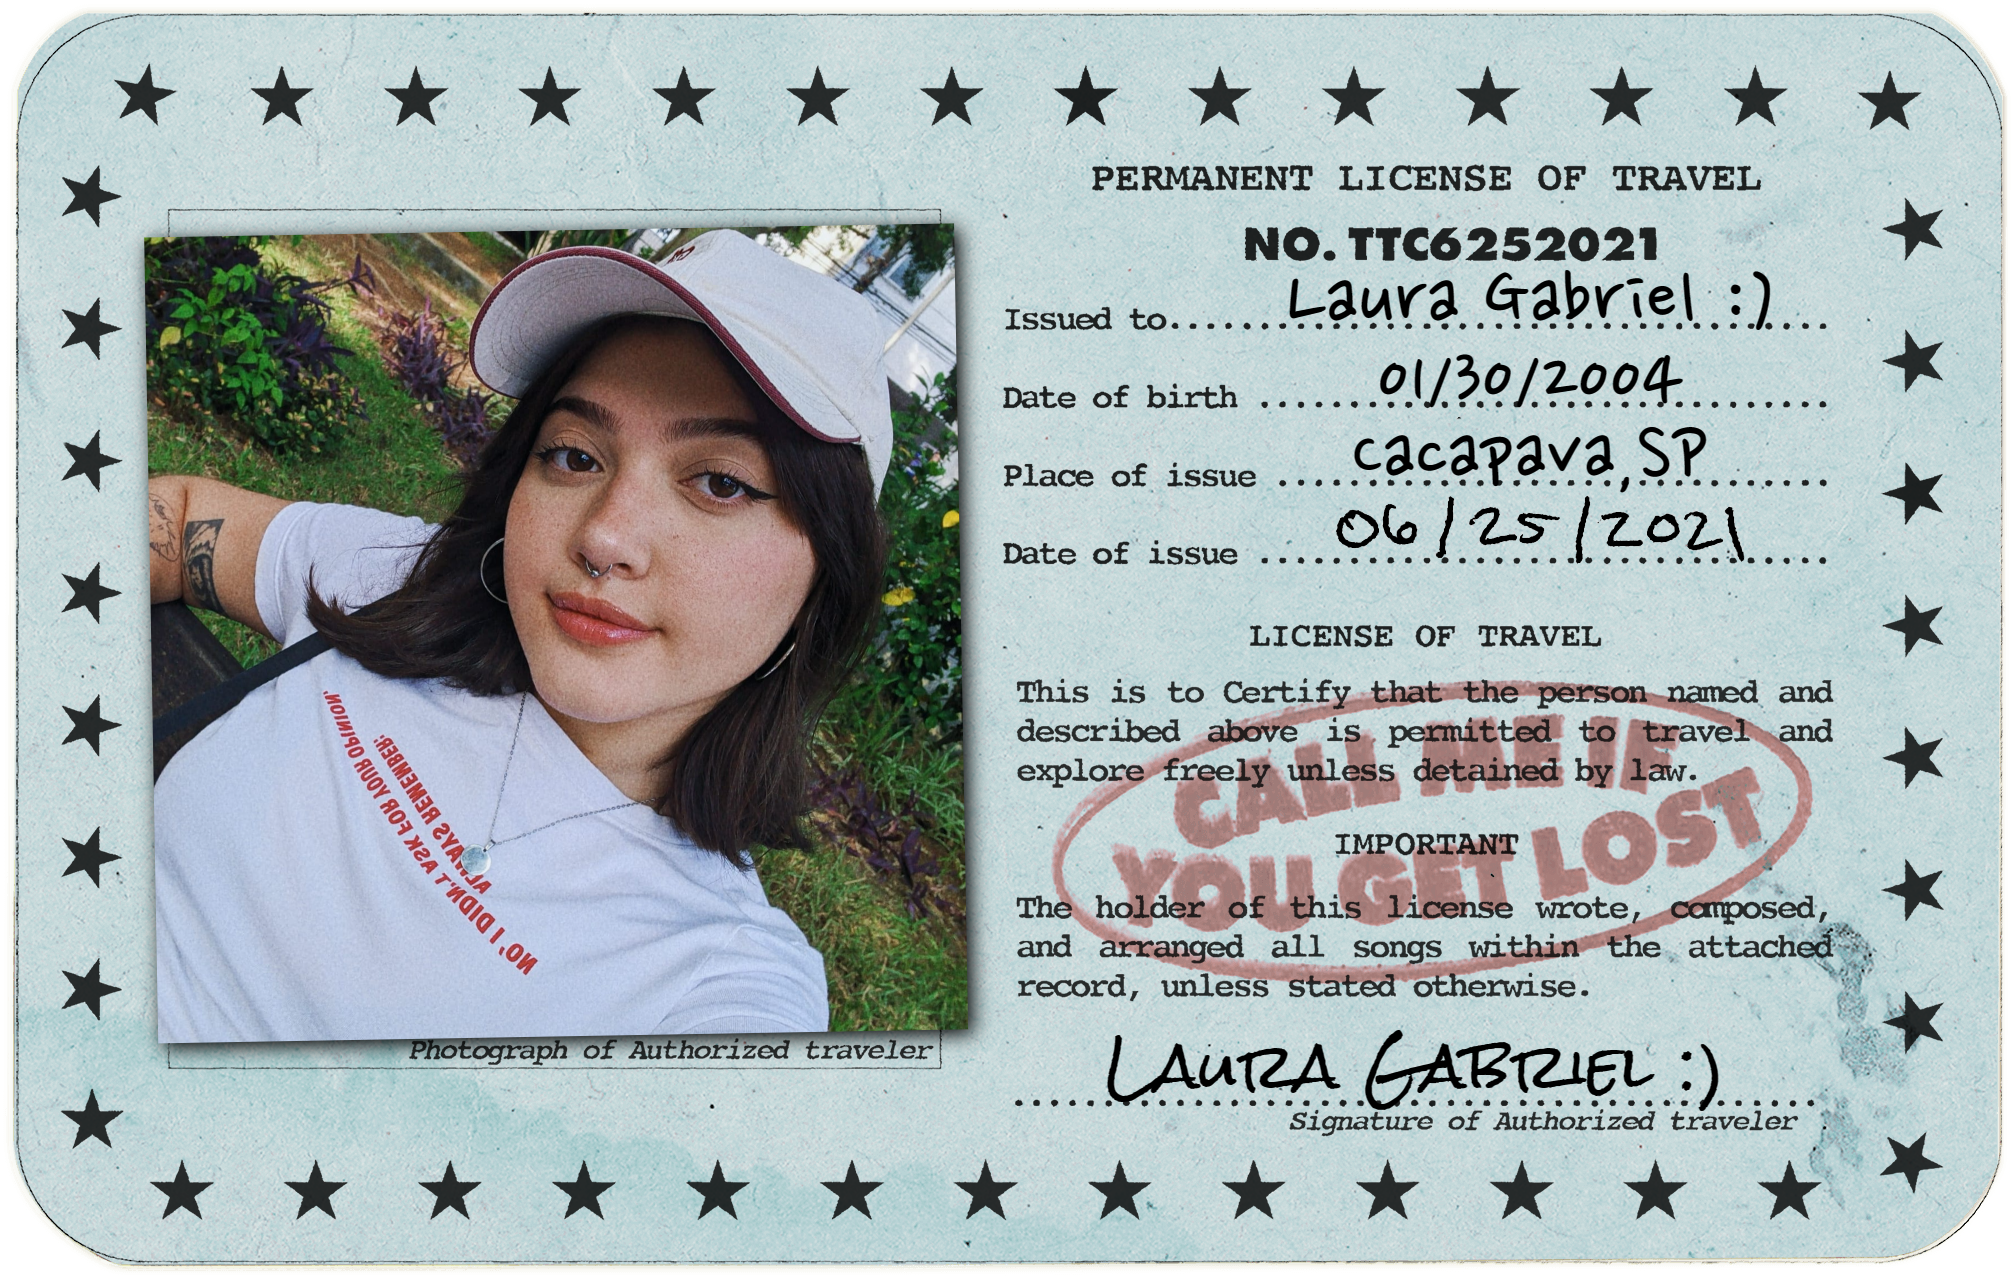 PERMANENT LICENSE OF TRAVEL
NO. TTC6252021
Issued to.... Laura Gabriel :)
Date of birth .... 01/30/2004
Place of issue .... cacapava, SP
Date of issue .... 06/25/2021
LICENSE OF TRAVEL
This is to Certify that the person named and
described above is permitted to travel and
explore freely unless detained by law.
CALL ME IF
YOU GET LOST
IMPORTANT
The holder of this license wrote, composed,
and arranged all songs within the attached
record, unless stated otherwise.
LAURA GABRIEL :)
Signature of Authorized traveler
ALWAYS REMEMBER:
NO, I DIDN'T ASK FOR YOUR OPINION.
Photograph of Authorized traveler